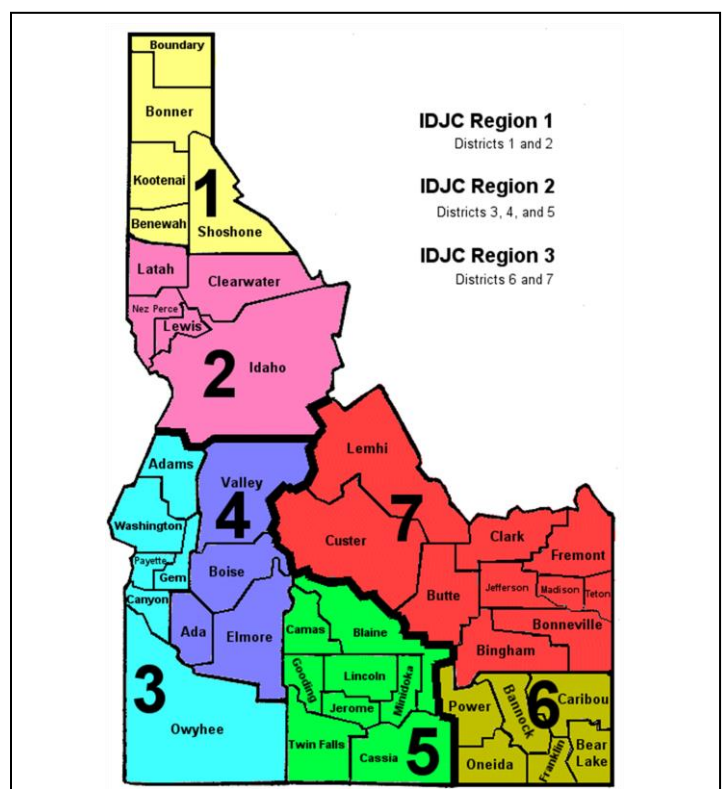 Boundary
Bonner
IDJC Region 1
Districts 1 and 2
Kootenai
1
IDJC Region 2
Districts 3, 4, and 5
Benewah
Shoshone
IDJC Region 3
Districts 6 and 7
Latah
Clearwater
Nez Perce
Lewis
2
Idaho
Lemhi
Adams
Valley
4
7
Washington
Custer
Clark
Fremont
Payette
Gem
Boise
Butte
Jefferson
Madison
Teton
Canyon
Ada
Elmore
Camas
Blaine
Bonneville
Bingham
3
Gooding
Lincoln
Minidoka
Jerome
Power
Bannock
6
Caribou
Owyhee
Twin Falls
Cassia
5
Oneida
Franklin
Bear
Lake